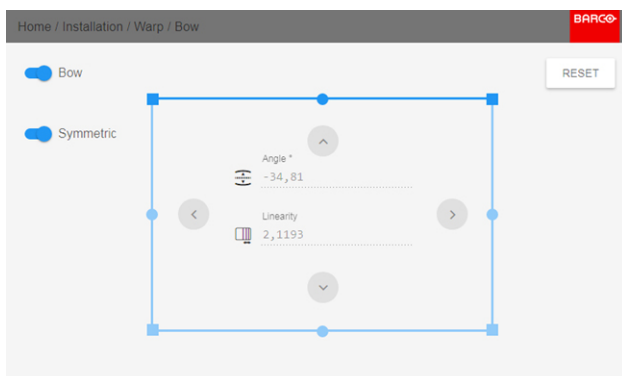 Home / Installation / Warp / Bow
BARCO
Bow
RESET
Symmetric
Angle *
-34,81
Linearity
2,1193